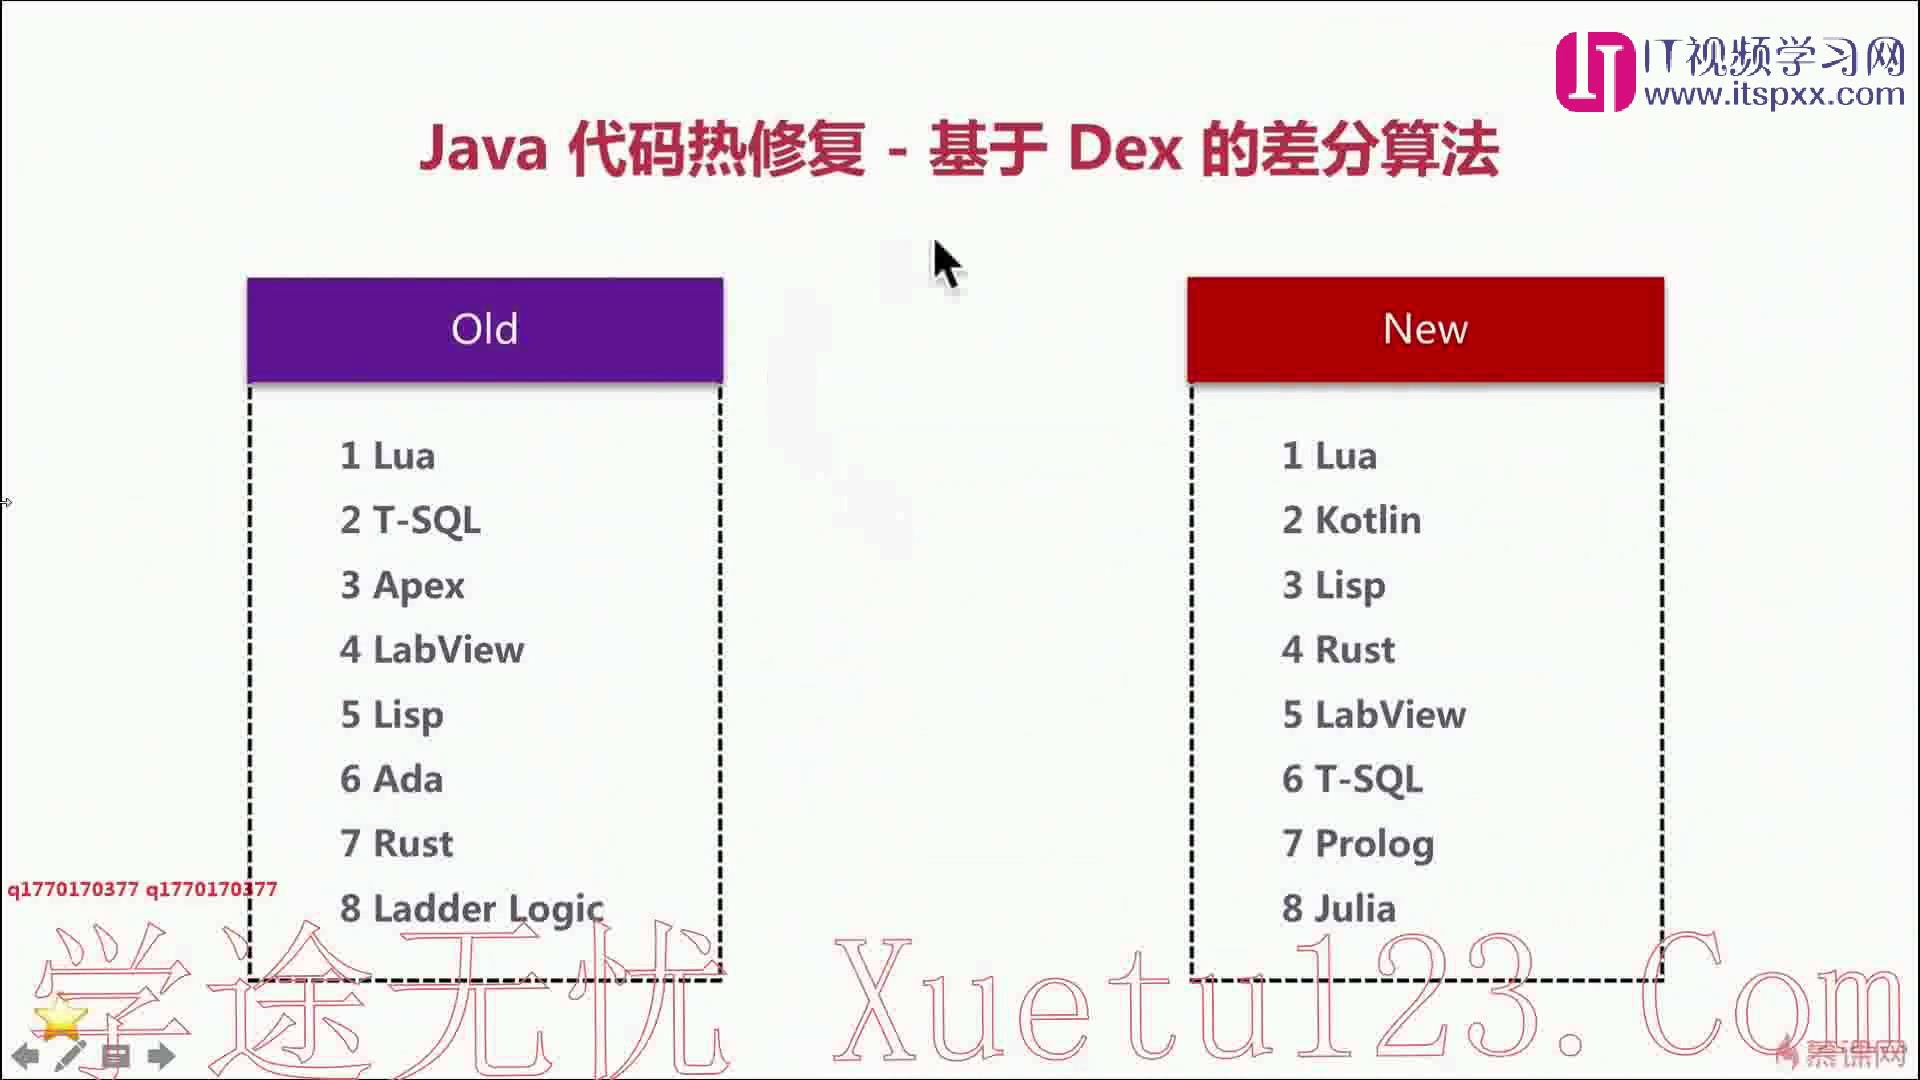 IT视频学习网
www.itspxx.com
Java 代码热修复 - 基于 Dex 的差分算法
Old
1 Lua
2 T-SQL
3 Apex
4 LabView
5 Lisp
6 Ada
7 Rust
8 Ladder Logic
New
1 Lua
2 Kotlin
3 Lisp
4 Rust
5 LabView
6 T-SQL
7 Prolog
8 Julia
q1770170377 q1770170377
学途无忧 Xuetu123.Com
慕课网